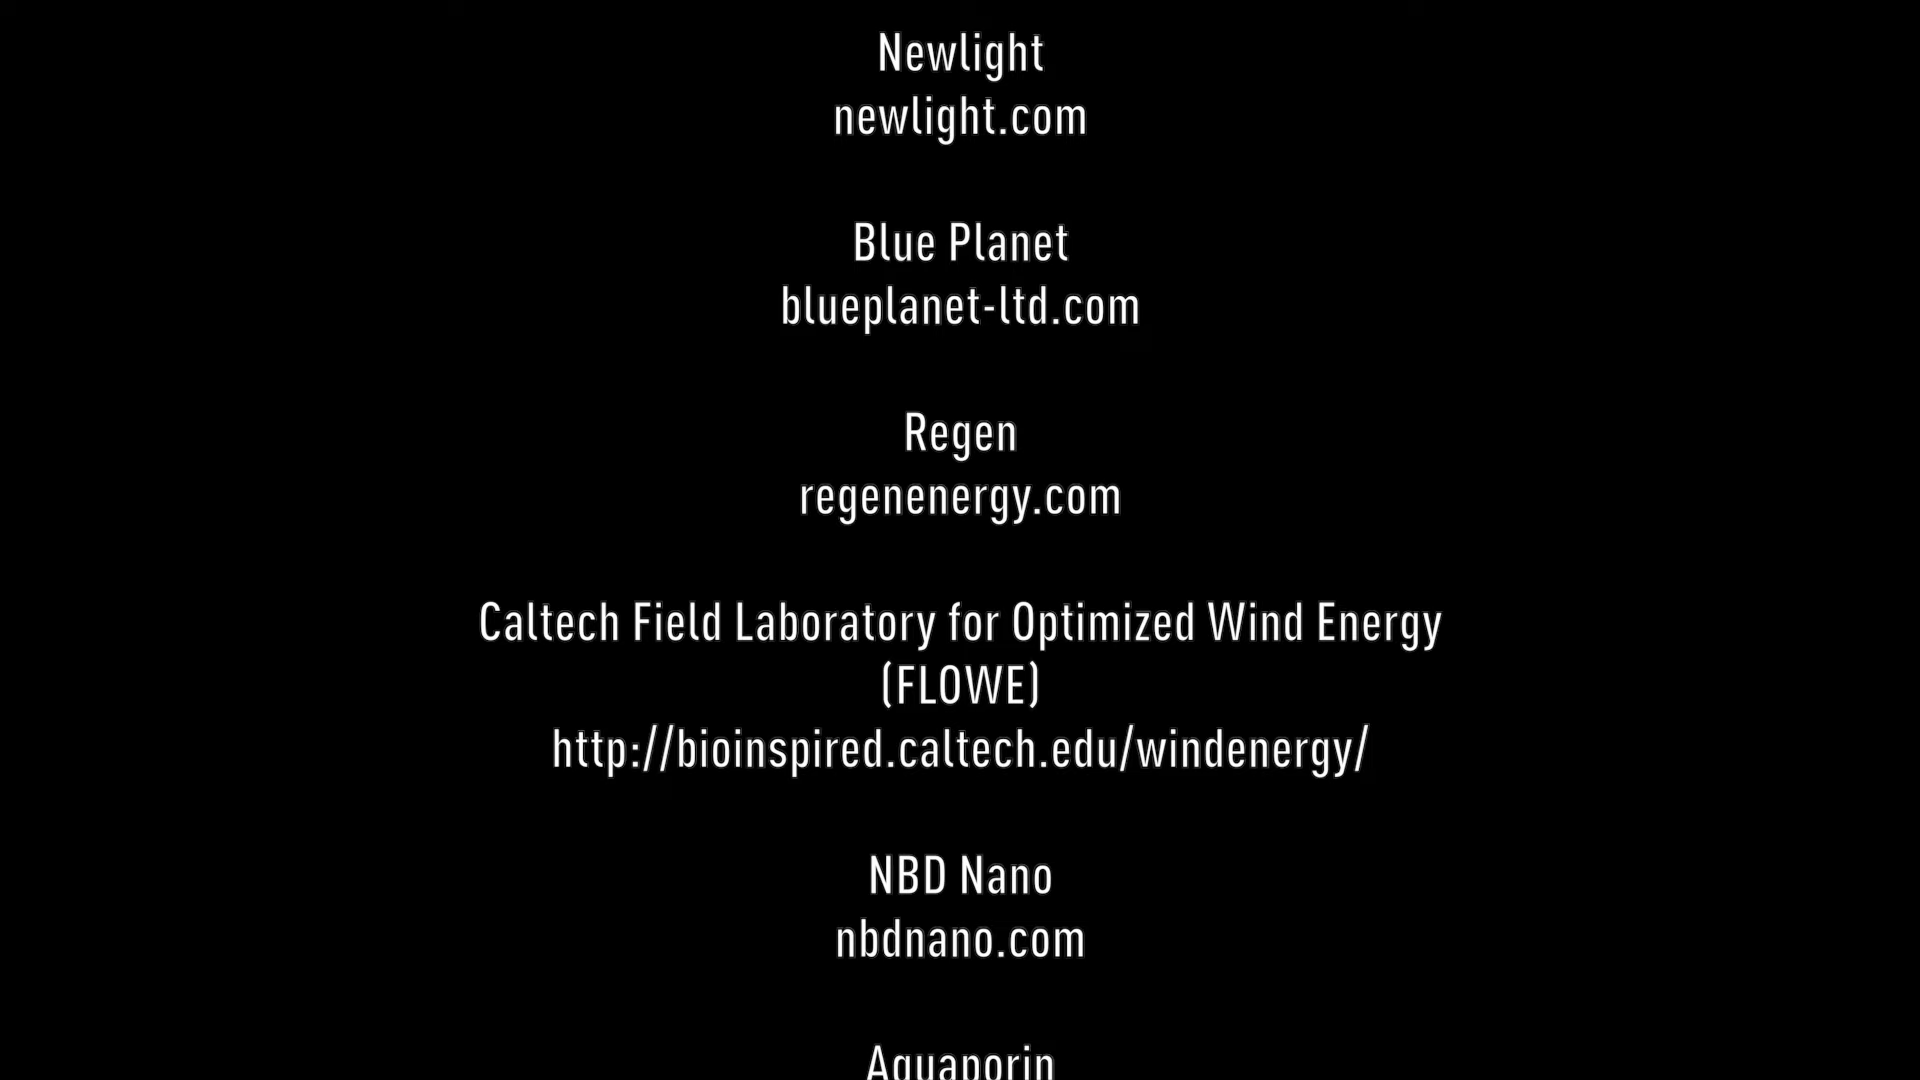 Newlight
newlight.com
Blue Planet
blueplanet-ltd.com
Regen
regenenergy.com
Caltech Field Laboratory for Optimized Wind Energy
(FLOWE)
http://bioinspired.caltech.edu/windenergy/
NBD Nano
nbdnano.com
Aquaporin